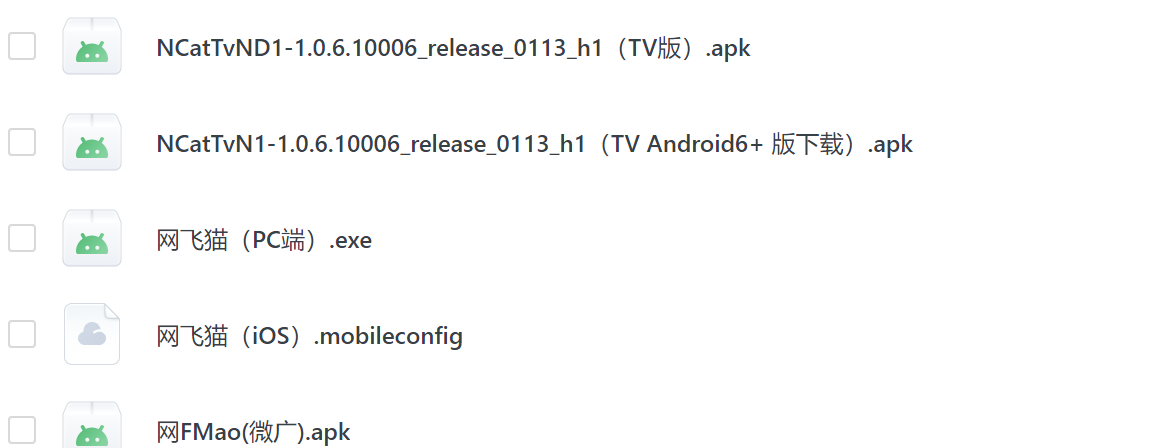 NCatTvND1-1.0.6.10006_release_0113_h1（TV版）.apk
NCatTvN1-1.0.6.10006_release_0113_h1（TV Android6+ 版下载）.apk
网飞猫（PC端）.exe
网飞猫（iOS）.mobileconfig
网FMao(微广).apk